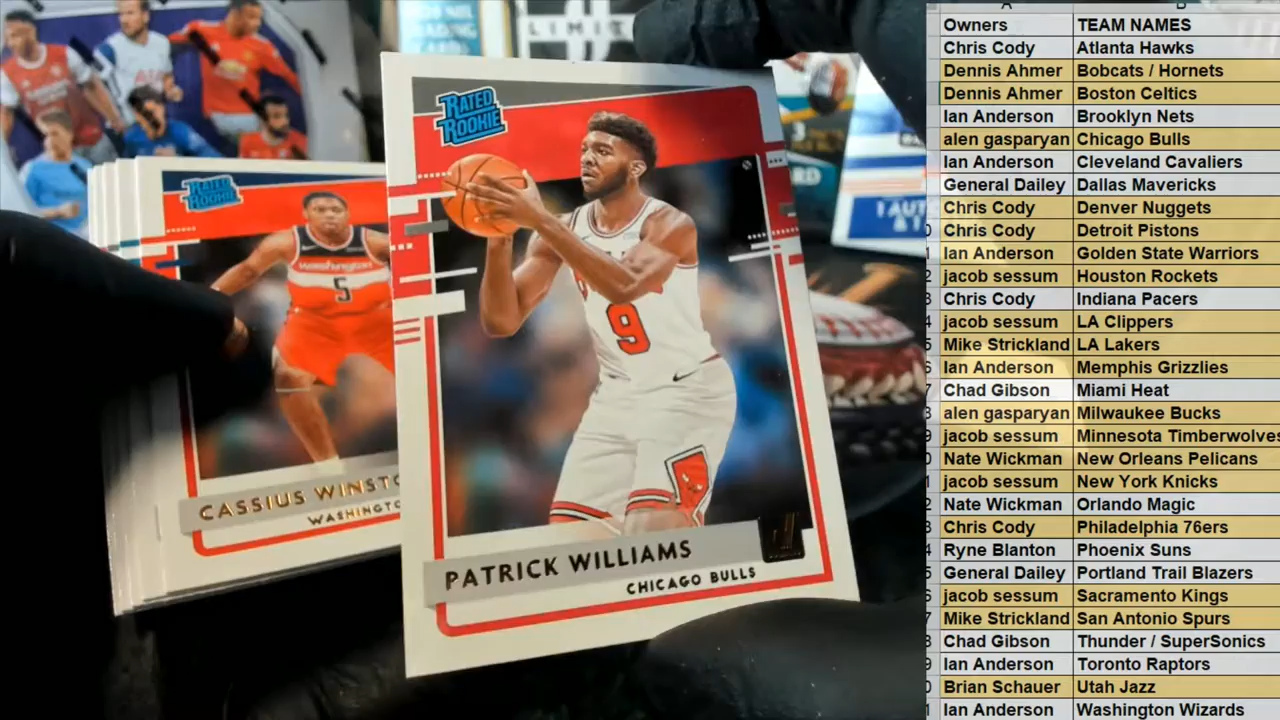 LIMIT
RATED
ROOKIE
RATED
ROOKIE
Washington
5
9
CASSIUS WINSTO
WASHINGTO
PATRICK WILLIAMS
CHICAGO BULLS
3
RD
1 AUT
Owners TEAM NAMES
Chris Cody Atlanta Hawks
Dennis Ahmer Bobcats / Hornets
Dennis Ahmer Boston Celtics
Ian Anderson Brooklyn Nets
alen gasparyan Chicago Bulls
Ian Anderson Cleveland Cavaliers
General Dailey Dallas Mavericks
Chris Cody Denver Nuggets
Chris Cody Detroit Pistons
Ian Anderson Golden State Warriors
jacob sessum Houston Rockets
Chris Cody Indiana Pacers
jacob sessum LA Clippers
Mike Strickland LA Lakers
Ian Anderson Memphis Grizzlies
Chad Gibson Miami Heat
alen gasparyan Milwaukee Bucks
jacob sessum Minnesota Timberwolves
Nate Wickman New Orleans Pelicans
jacob sessum New York Knicks
Nate Wickman Orlando Magic
Chris Cody Philadelphia 76ers
Ryne Blanton Phoenix Suns
General Dailey Portland Trail Blazers
jacob sessum Sacramento Kings
Mike Strickland San Antonio Spurs
Chad Gibson Thunder / SuperSonics
Ian Anderson Toronto Raptors
Brian Schauer Utah Jazz
Ian Anderson Washington Wizards